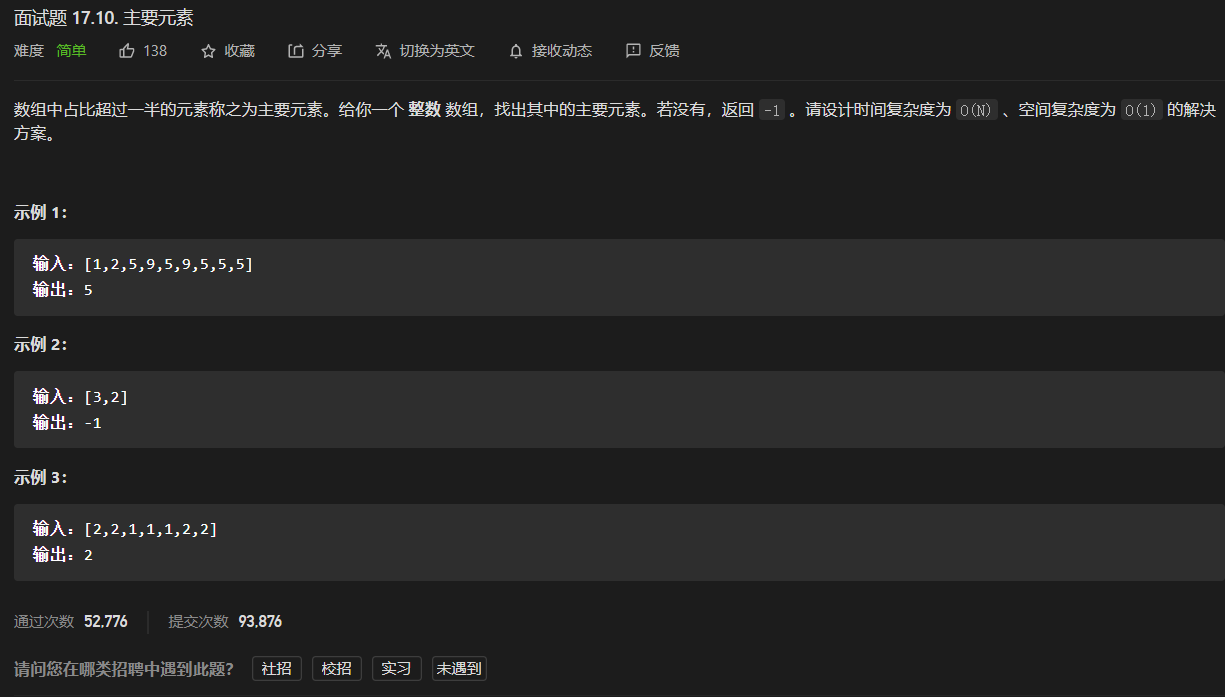 面试题 17.10. 主要元素
难度 简单 138 收藏 分享 切换为英文 接收动态 反馈
数组中占比超过一半的元素称之为主要元素。给你一个 整数 数组，找出其中的主要元素。若没有，返回 -1 。请设计时间复杂度为 O(N) 、空间复杂度为 O(1) 的解决
方案。
示例 1：
输入：[1,2,5,9,5,9,5,5,5]
输出：5
示例 2：
输入：[3,2]
输出：-1
示例 3：
输入：[2,2,1,1,1,2,2]
输出：2
通过次数 52,776 提交次数 93,876
请问您在哪类招聘中遇到此题？ 社招 校招 实习 未遇到